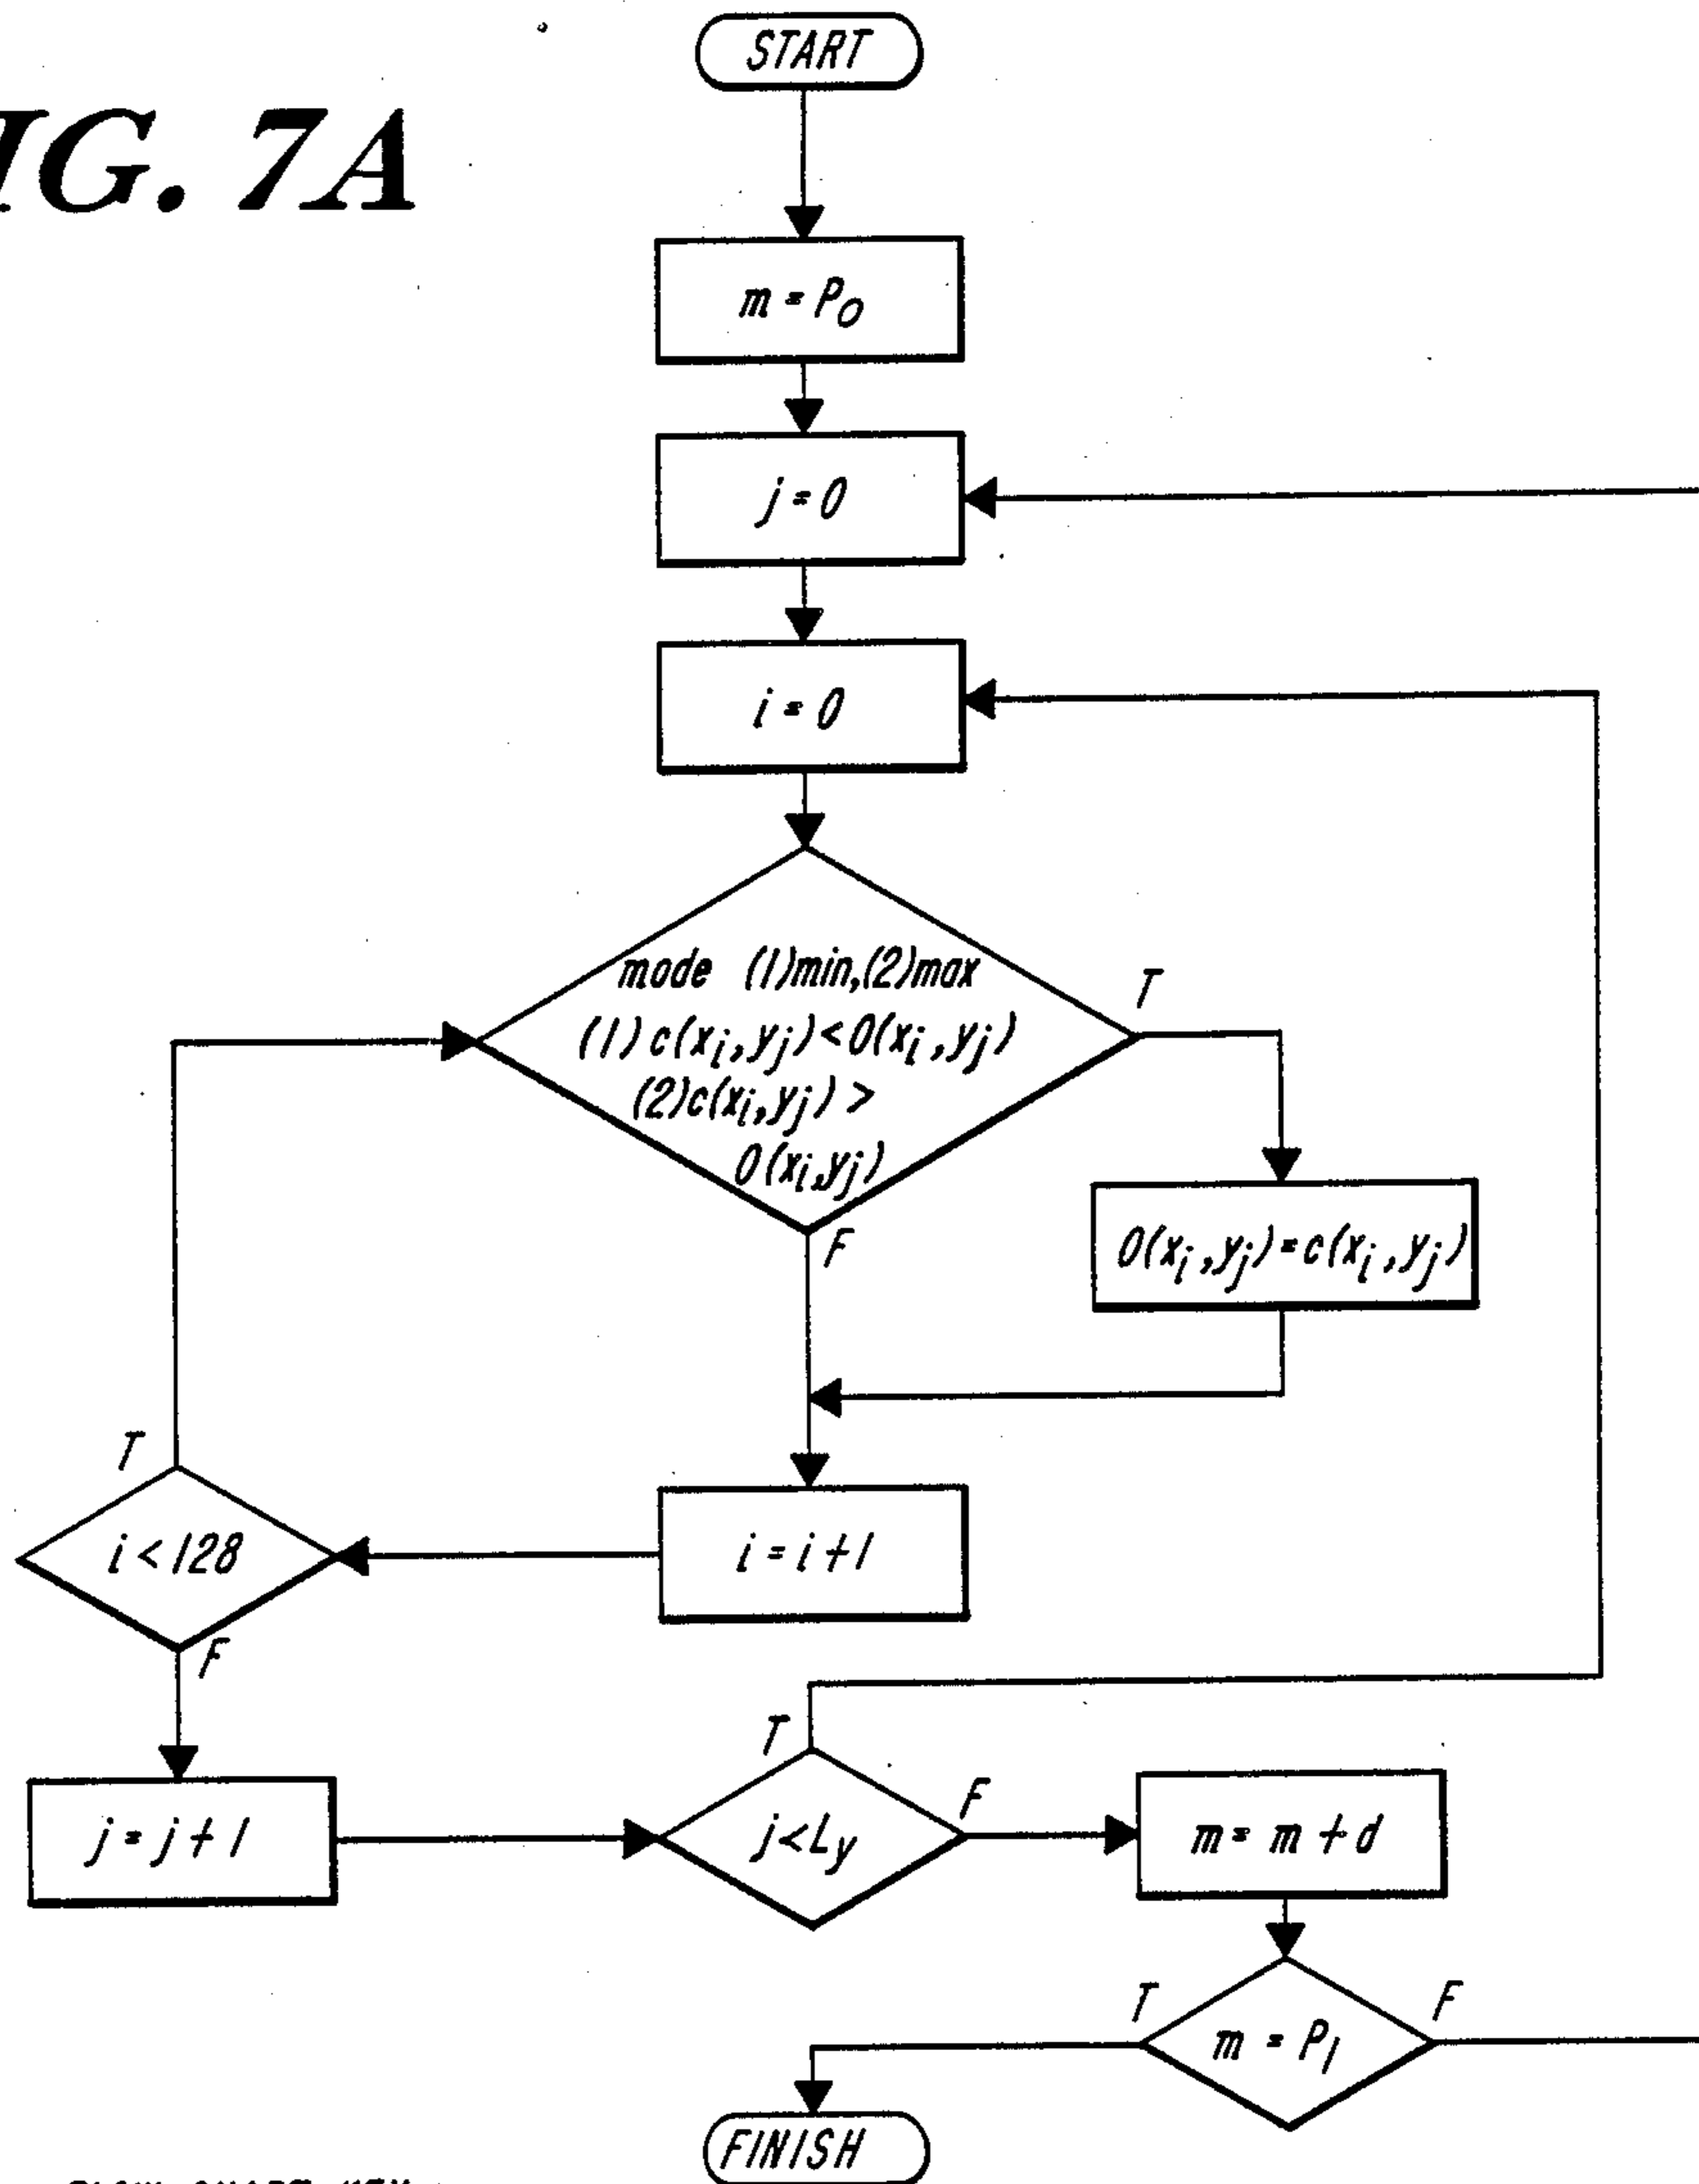 START
FIG. 7A
m = P0
j = 0
i = 0
mode (1)min,(2)max
(1) c(xi,yj)<0(xi,yj)
(2)c(xi,yj) >
0(xi,yj)
T
F
0(xi,yj)=c(xi,yj)
T
i < 128
F
i = i+1
T
j = j + 1
j<Ly
F
m = m + d
T
m = P1
F
FINISH